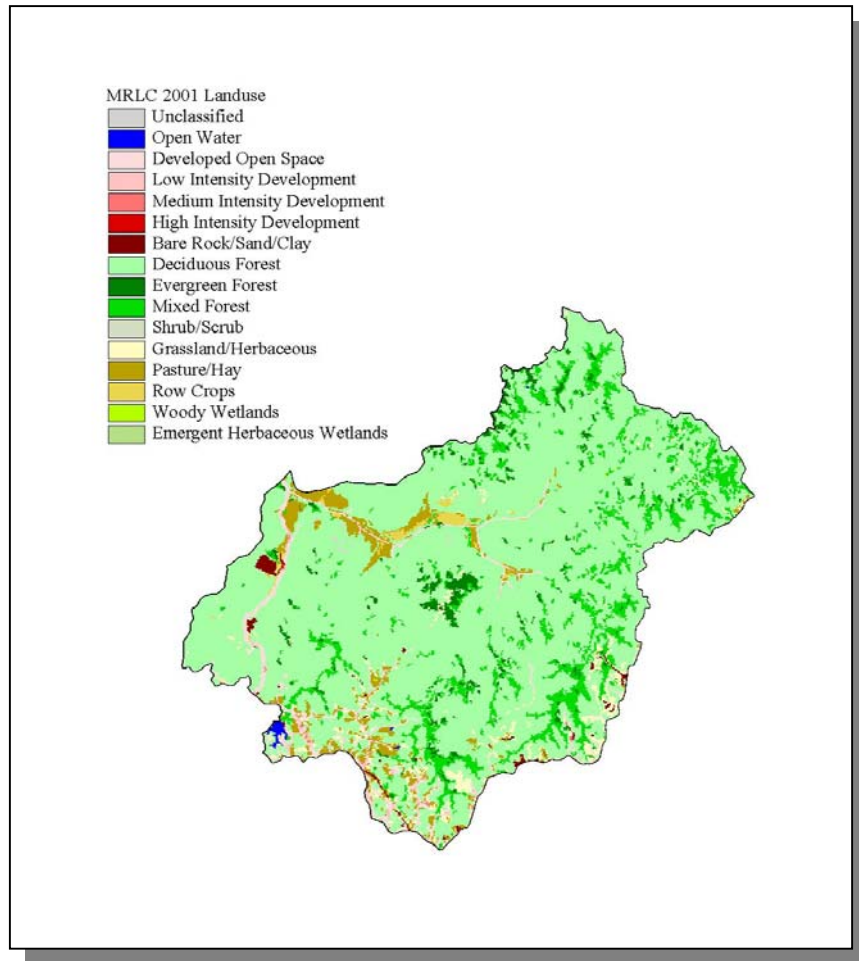 MRLC 2001 Landuse
Unclassified
Open Water
Developed Open Space
Low Intensity Development
Medium Intensity Development
High Intensity Development
Bare Rock/Sand/Clay
Deciduous Forest
Evergreen Forest
Mixed Forest
Shrub/Scrub
Grassland/Herbaceous
Pasture/Hay
Row Crops
Woody Wetlands
Emergent Herbaceous Wetlands